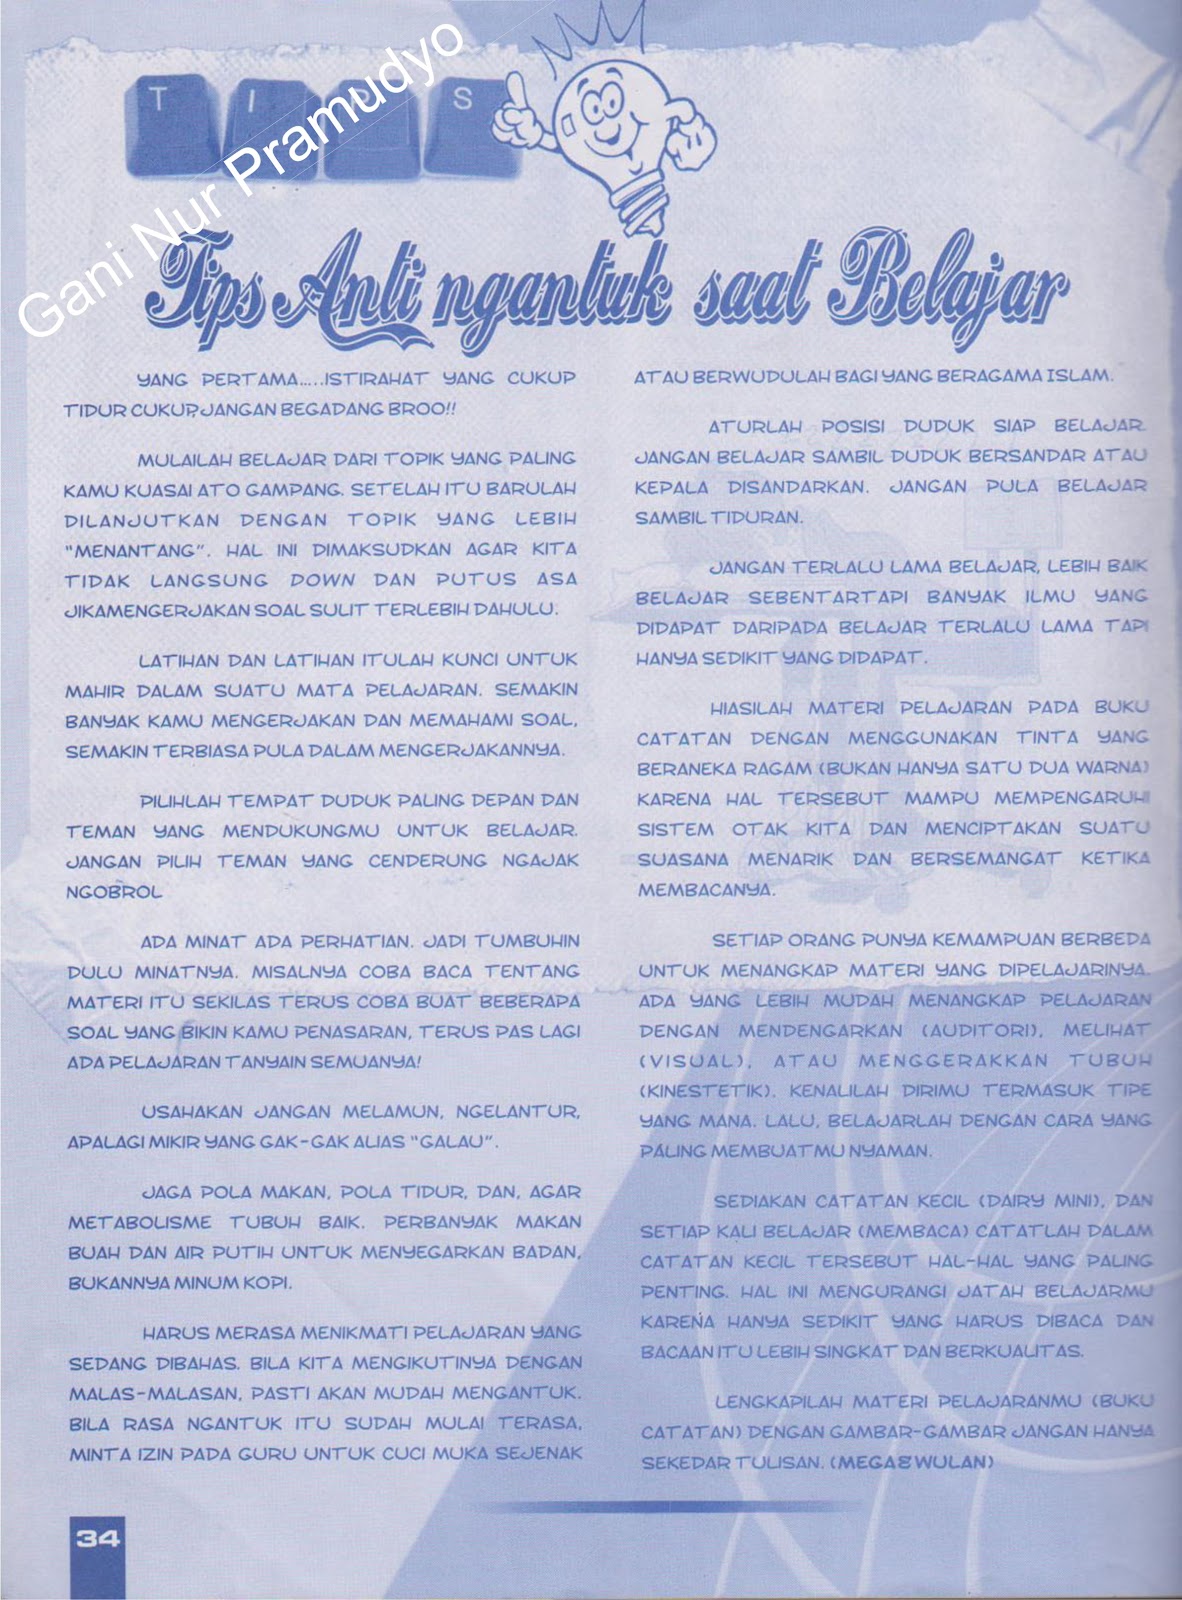 Gani Nur Pramudyo
T I P S
Tips Anti ngantuk saat Belajar
YANG PERTAMA.....ISTIRAHAT YANG CUKUP
TIDUR CUKUP,JANGAN BEGADANG BROO!!
MULAILAH BELAJAR DARI TOPIK YANG PALING
KAMU KUASAI ATO GAMPANG. SETELAH ITU BARULAH
DILANJUTKAN DENGAN TOPIK YANG LEBIH
"MENANTANG". HAL INI DIMAKSUDKAN AGAR KITA
TIDAK LANGSUNG DOWN DAN PUTUS ASA
JIKAMENGERJAKAN SOAL SULIT TERLEBIH DAHULU.
LATIHAN DAN LATIHAN ITULAH KUNCI UNTUK
MAHIR DALAM SUATU MATA PELAJARAN. SEMAKIN
BANYAK KAMU MENGERJAKAN DAN MEMAHAMI SOAL,
SEMAKIN TERBIASA PULA DALAM MENGERJAKANNYA.
PILIHLAH TEMPAT DUDUK PALING DEPAN DAN
TEMAN YANG MENDUKUNGMU UNTUK BELAJAR.
JANGAN PILIH TEMAN YANG CENDERUNG NGAJAK
NGOBROL
ADA MINAT ADA PERHATIAN. JADI TUMBUHIN
DULU MINATNYA. MISALNYA COBA BACA TENTANG
MATERI ITU SEKILAS TERUS COBA BUAT BEBERAPA
SOAL YANG BIKIN KAMU PENASARAN, TERUS PAS LAGI
ADA PELAJARAN TANYAIN SEMUANYA!
USAHAKAN JANGAN MELAMUN, NGELANTUR,
APALAGI MIKIR YANG GAK-GAK ALIAS "GALAU".
JAGA POLA MAKAN, POLA TIDUR, DAN, AGAR
METABOLISME TUBUH BAIK. PERBANYAK MAKAN
BUAH DAN AIR PUTIH UNTUK MENYEGARKAN BADAN,
BUKANNYA MINUM KOPI.
HARUS MERASA MENIKMATI PELAJARAN YANG
SEDANG DIBAHAS. BILA KITA MENGIKUTINYA DENGAN
MALAS-MALASAN, PASTI AKAN MUDAH MENGANTUK.
BILA RASA NGANTUK ITU SUDAH MULAI TERASA,
MINTA IZIN PADA GURU UNTUK CUCI MUKA SEJENAK
ATAU BERWUDULAH BAGI YANG BERAGAMA ISLAM.
ATURLAH POSISI DUDUK SIAP BELAJAR.
JANGAN BELAJAR SAMBIL DUDUK BERSANDAR ATAU
KEPALA DISANDARKAN. JANGAN PULA BELAJAR
SAMBIL TIDURAN.
JANGAN TERLALU LAMA BELAJAR, LEBIH BAIK
BELAJAR SEBENTARTAPI BANYAK ILMU YANG
DIDAPAT DARIPADA BELAJAR TERLALU LAMA TAPI
HANYA SEDIKIT YANG DIDAPAT.
HIASILAH MATERI PELAJARAN PADA BUKU
CATATAN DENGAN MENGGUNAKAN TINTA YANG
BERANEKA RAGAM (BUKAN HANYA SATU DUA WARNA)
KARENA HAL TERSEBUT MAMPU MEMPENGARUHI
SISTEM OTAK KITA DAN MENCIPTAKAN SUATU
SUASANA MENARIK DAN BERSEMANGAT KETIKA
MEMBACANYA.
SETIAP ORANG PUNYA KEMAMPUAN BERBEDA
UNTUK MENANGKAP MATERI YANG DIPELAJARINYA.
ADA YANG LEBIH MUDAH MENANGKAP PELAJARAN
DENGAN MENDENGARKAN (AUDITORI), MELIHAT
(VISUAL), ATAU MENGGERAKKAN TUBUH
(KINESTETIK). KENALILAH DIRIMU TERMASUK TIPE
YANG MANA. LALU, BELAJARLAH DENGAN CARA YANG
PALING MEMBUATMU NYAMAN.
SEDIAKAN CATATAN KECIL (DAIRY MINI), DAN
SETIAP KALI BELAJAR (MEMBACA) CATATLAH DALAM
CATATAN KECIL TERSEBUT HAL-HAL YANG PALING
PENTING. HAL INI MENGURANGI JATAH BELAJARMU
KARENA HANYA SEDIKIT YANG HARUS DIBACA DAN
BACAAN ITU LEBIH SINGKAT DAN BERKUALITAS.
LENGKAPILAH MATERI PELAJARANMU (BUKU
CATATAN) DENGAN GAMBAR-GAMBAR JANGAN HANYA
SEKEDAR TULISAN. (MEGA&WULAN)
34